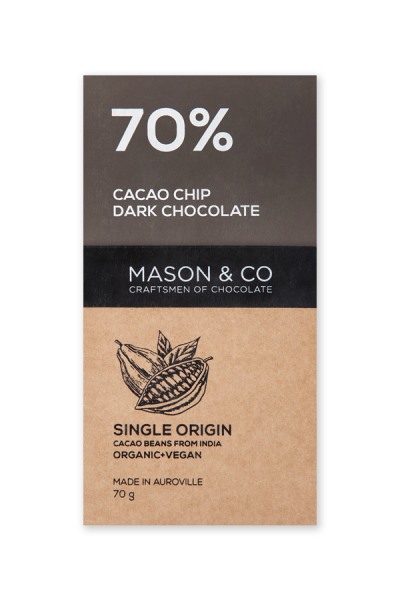 70%
CACAO CHIP
DARK CHOCOLATE
MASON & CO
CRAFTSMEN OF CHOCOLATE
SINGLE ORIGIN
CACAO BEANS FROM INDIA
ORGANIC+VEGAN
MADE IN AUROVILLE
70 g